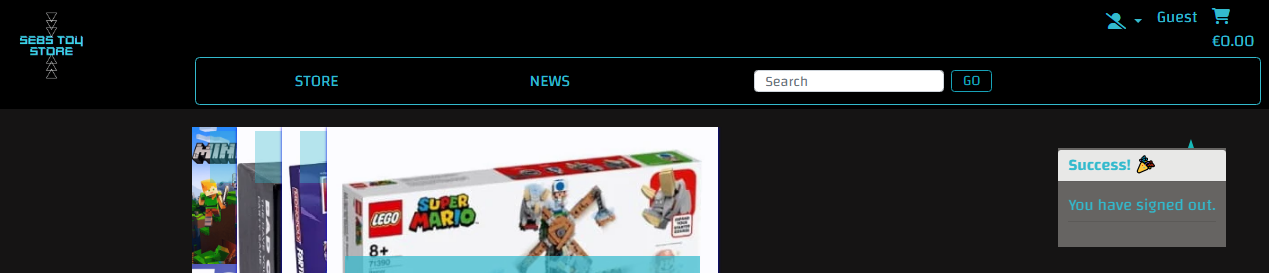 SEBS TOY
STORE
Guest
€0.00
STORE
NEWS
Search
GO
MIN
LEGO
SUPER
MARIO
8+
71390
Success!
You have signed out.